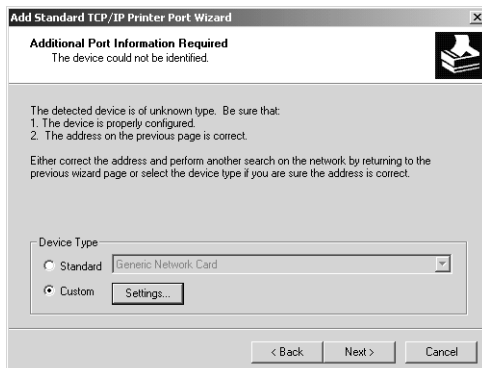 Add Standard TCP/IP Printer Port Wizard
Additional Port Information Required
The device could not be identified.
The detected device is of unknown type. Be sure that:
1. The device is properly configured.
2. The address on the previous page is correct.
Either correct the address and perform another search on the network by returning to the
previous wizard page or select the device type if you are sure the address is correct.
Device Type
Standard Generic Network Card
Custom Settings...
< Back Next > Cancel